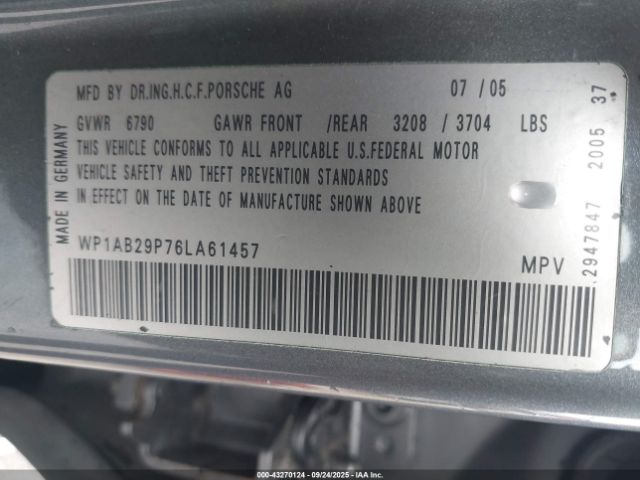 MFD BY DR.ING.H.C.F.PORSCHE AG 07 / 05
GVWR 6790 GAWR FRONT /REAR 3208 / 3704 LBS
THIS VEHICLE CONFORMS TO ALL APPLICABLE U.S.FEDERAL MOTOR
VEHICLE SAFETY AND THEFT PREVENTION STANDARDS
IN EFFECT ON THE DATE OF MANUFACTURE SHOWN ABOVE
WP1AB29P76LA61457
MPV
MADE IN GERMANY
.2947847 2005 37
000-43270124 - 09/24/2025 - IAAI.com